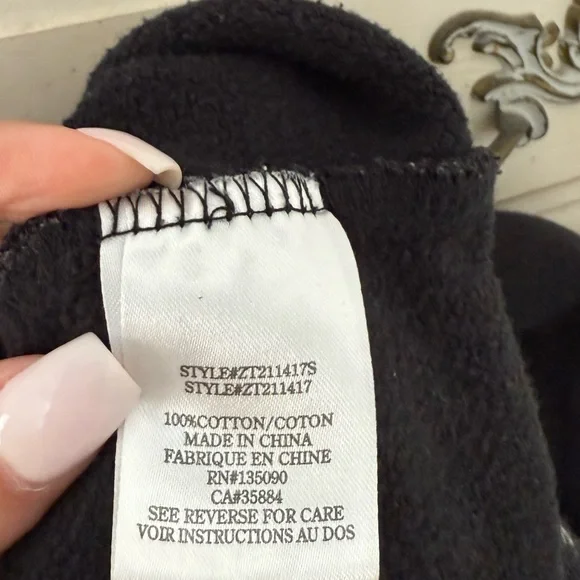 STYLE#ZT211417S
STYLE#ZT211417
100%COTTON/COTON
MADE IN CHINA
FABRIQUE EN CHINE
RN#135090
CA#35884
SEE REVERSE FOR CARE
VOIR INSTRUCTIONS AU DOS